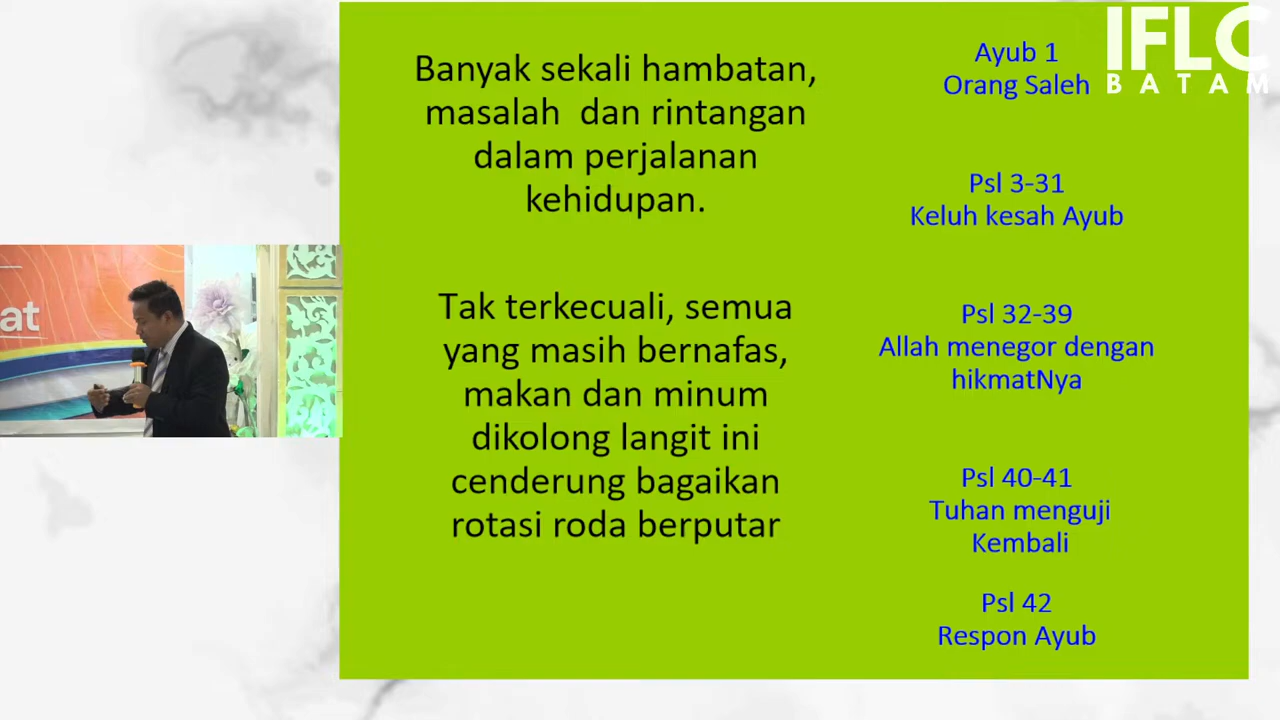 IFLC
BATAM
Banyak sekali hambatan,
masalah dan rintangan
dalam perjalanan
kehidupan.
Tak terkecuali, semua
yang masih bernafas,
makan dan minum
dikolong langit ini
cenderung bagaikan
rotasi roda berputar
Ayub 1
Orang Saleh
Psl 3-31
Keluh kesah Ayub
Psl 32-39
Allah menegor dengan
hikmatNya
Psl 40-41
Tuhan menguji
Kembali
Psl 42
Respon Ayub
at